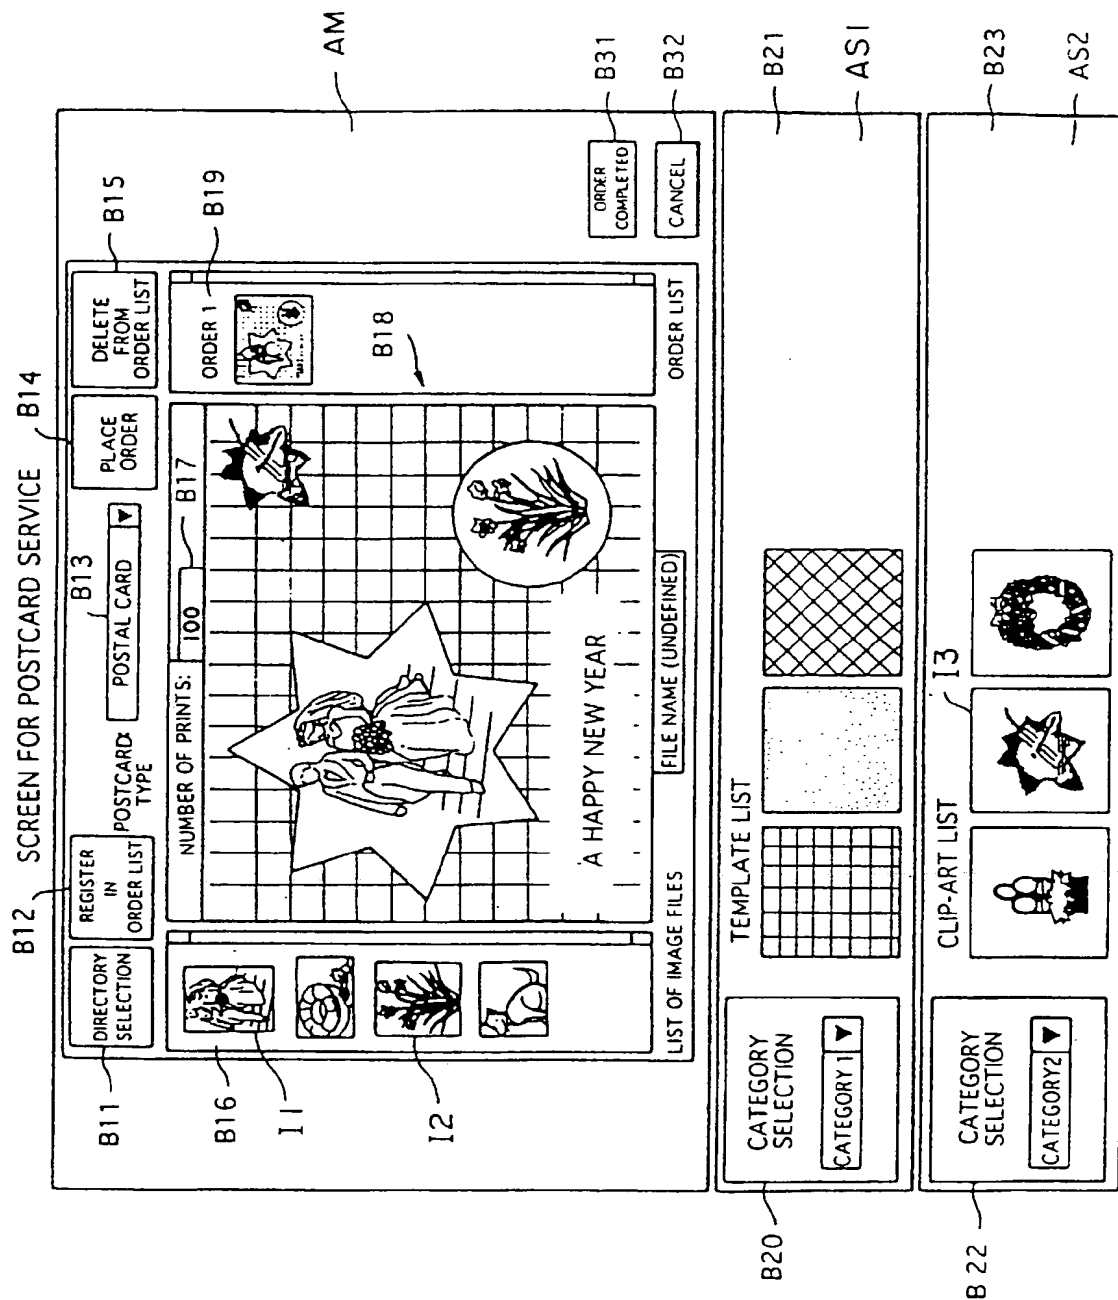 SCREEN FOR POSTCARD SERVICE
B12
B13
B14
B15
B11
DIRECTORY
SELECTION
REGISTER
IN
ORDER LIST
POSTCARD
TYPE
:
POSTAL CARD ▼
PLACE
ORDER
DELETE
FROM
ORDER LIST
AM
B16
I1
I2
NUMBER OF PRINTS: 100
B17
ORDER 1
B19
B18
A HAPPY NEW YEAR
LIST OF IMAGE FILES
FILE NAME (UNDEFINED)
ORDER LIST
ORDER
COMPLETED
B31
CANCEL
B32
B20
CATEGORY
SELECTION
CATEGORY 1 ▼
TEMPLATE LIST
B21
AS1
B 22
CATEGORY
SELECTION
CATEGORY2 ▼
CLIP-ART LIST
I3
B23
AS2